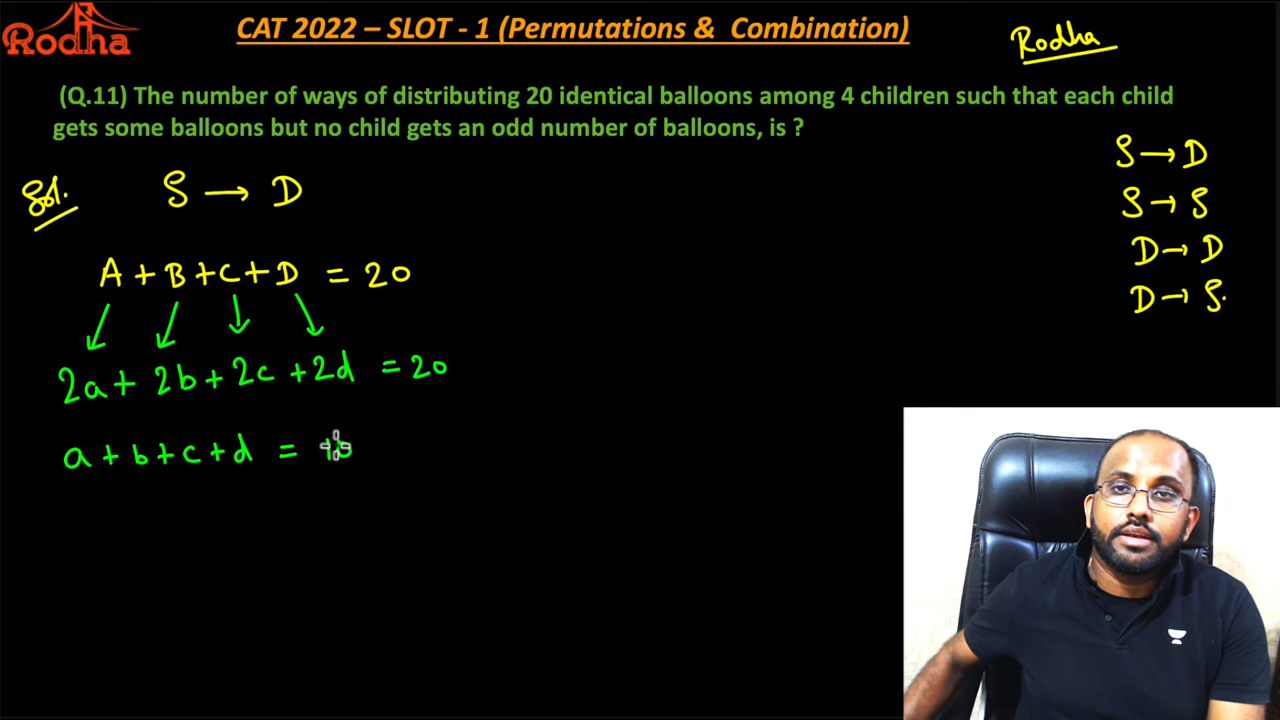 Rodha
CAT 2022 – SLOT - 1 (Permutations & Combination)
Rodha
(Q.11) The number of ways of distributing 20 identical balloons among 4 children such that each child
gets some balloons but no child gets an odd number of balloons, is ?
Sol. S → D
A + B + C + D = 20
2a + 2b + 2c + 2d = 20
a + b + c + d =
S → D
S → S
D → D
D → S.